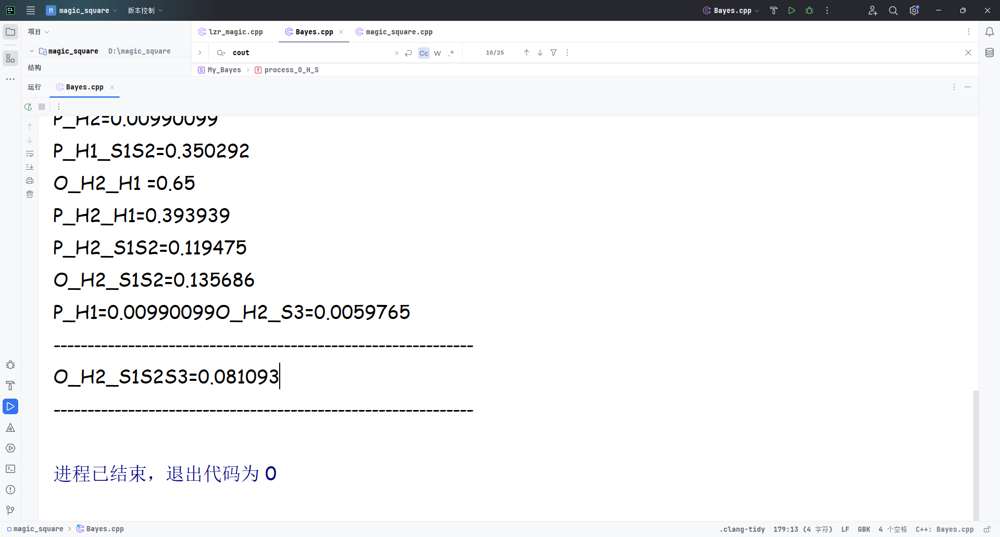 CL M magic_square 版本控制 Bayes.cpp
项目 lzr_magic.cpp Bayes.cpp magic_square.cpp
magic_square D:\magic_square cout Cc W .* 10/25
结构 S My_Bayes f process_O_H_S
运行 Bayes.cpp
P_H2=0.00990099
P_H1_S1S2=0.350292
O_H2_H1 =0.65
P_H2_H1=0.393939
P_H2_S1S2=0.119475
O_H2_S1S2=0.135686
P_H1=0.00990099O_H2_S3=0.0059765
--------------------------------------------------------------
O_H2_S1S2S3=0.081093
--------------------------------------------------------------
进程已结束，退出代码为 0
magic_square Bayes.cpp .clang-tidy 179:13 (4 字符) LF GBK 4 个空格 C++: Bayes.cpp